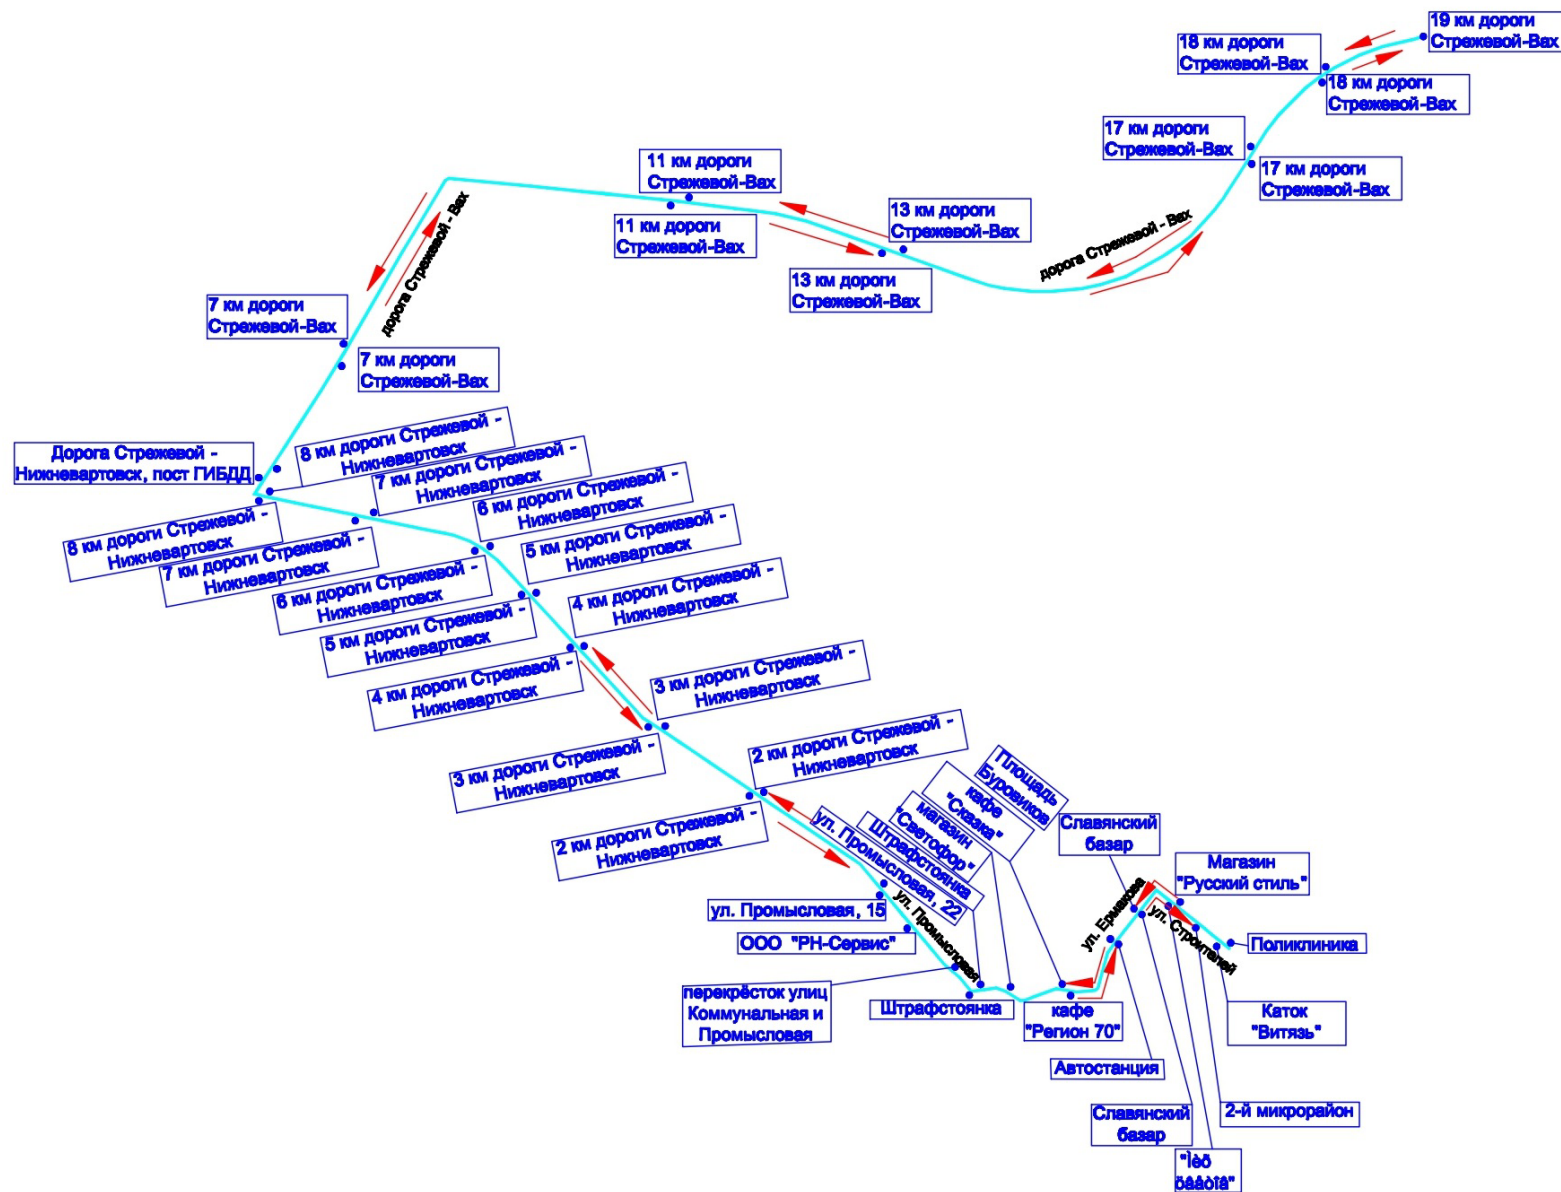 19 км дороги
Стрежевой-Вах
18 км дороги
Стрежевой-Вах
18 км дороги
Стрежевой-Вах
17 км дороги
Стрежевой-Вах
17 км дороги
Стрежевой-Вах
11 км дороги
Стрежевой-Вах
11 км дороги
Стрежевой-Вах
13 км дороги
Стрежевой-Вах
13 км дороги
Стрежевой-Вах
дорога Стрежевой - Вах
дорога Стрежевой - Вах
7 км дороги
Стрежевой-Вах
7 км дороги
Стрежевой-Вах
Дорога Стрежевой -
Нижневартовск, пост ГИБДД
8 км дороги Стрежевой -
Нижневартовск
7 км дороги Стрежевой -
Нижневартовск
6 км дороги Стрежевой -
Нижневартовск
5 км дороги Стрежевой -
Нижневартовск
4 км дороги Стрежевой -
Нижневартовск
3 км дороги Стрежевой -
Нижневартовск
2 км дороги Стрежевой -
Нижневартовск
8 км дороги Стрежевой -
Нижневартовск
7 км дороги Стрежевой -
Нижневартовск
6 км дороги Стрежевой -
Нижневартовск
5 км дороги Стрежевой -
Нижневартовск
4 км дороги Стрежевой -
Нижневартовск
3 км дороги Стрежевой -
Нижневартовск
2 км дороги Стрежевой -
Нижневартовск
ул. Промысловая, 22
Штрафстоянка
магазин
"Светофор"
кафе
"Сказка"
Площадь
Буровиков
Славянский
базар
Магазин
"Русский стиль"
ул. Промысловая, 15
ООО "РН-Сервис"
ул. Промысловая
ул. Ермакова
ул. Строителей
Поликлиника
перекрёсток улиц
Коммунальная и
Промысловая
Штрафстоянка
кафе
"Регион 70"
Каток
"Витязь"
Автостанция
Славянский
базар
2-й микрорайон
"Ìèð
öâåòîâ"